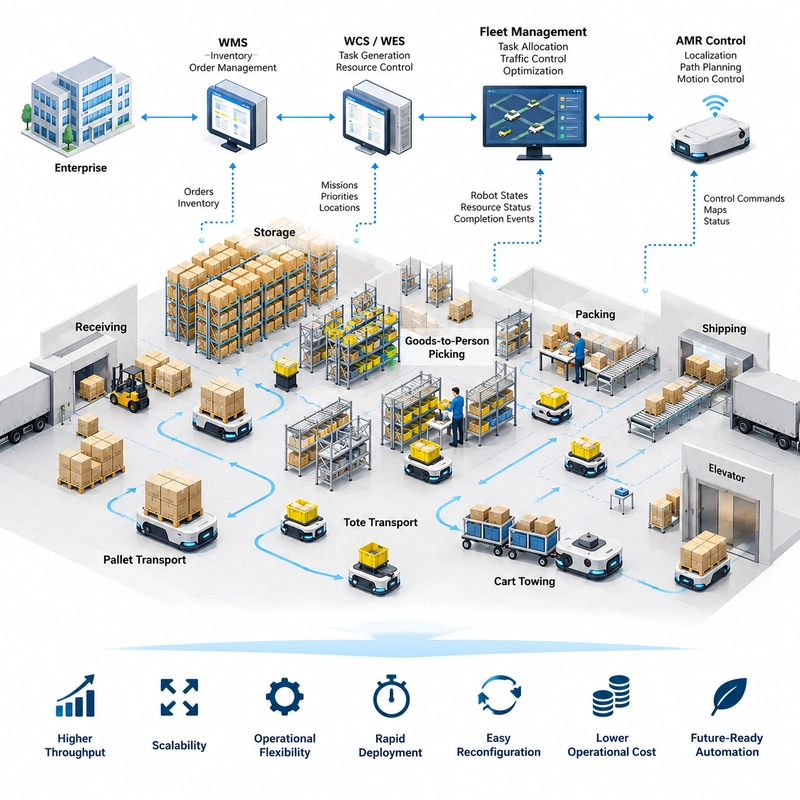 WMS
Inventory
Order Management
WCS / WES
Task Generation
Resource Control
Fleet Management
Task Allocation
Traffic Control
Optimization
AMR Control
Localization
Path Planning
Motion Control
Enterprise
Orders
Inventory
Missions
Priorities
Locations
Robot States
Resource Status
Completion Events
Control Commands
Maps
Status
Storage
Receiving
Goods-to-Person
Picking
Packing
Shipping
Elevator
Tote Transport
Pallet Transport
Cart Towing
Higher
Throughput
Scalability
Operational
Flexibility
Rapid
Deployment
Easy
Reconfiguration
Lower
Operational Cost
Future-Ready
Automation